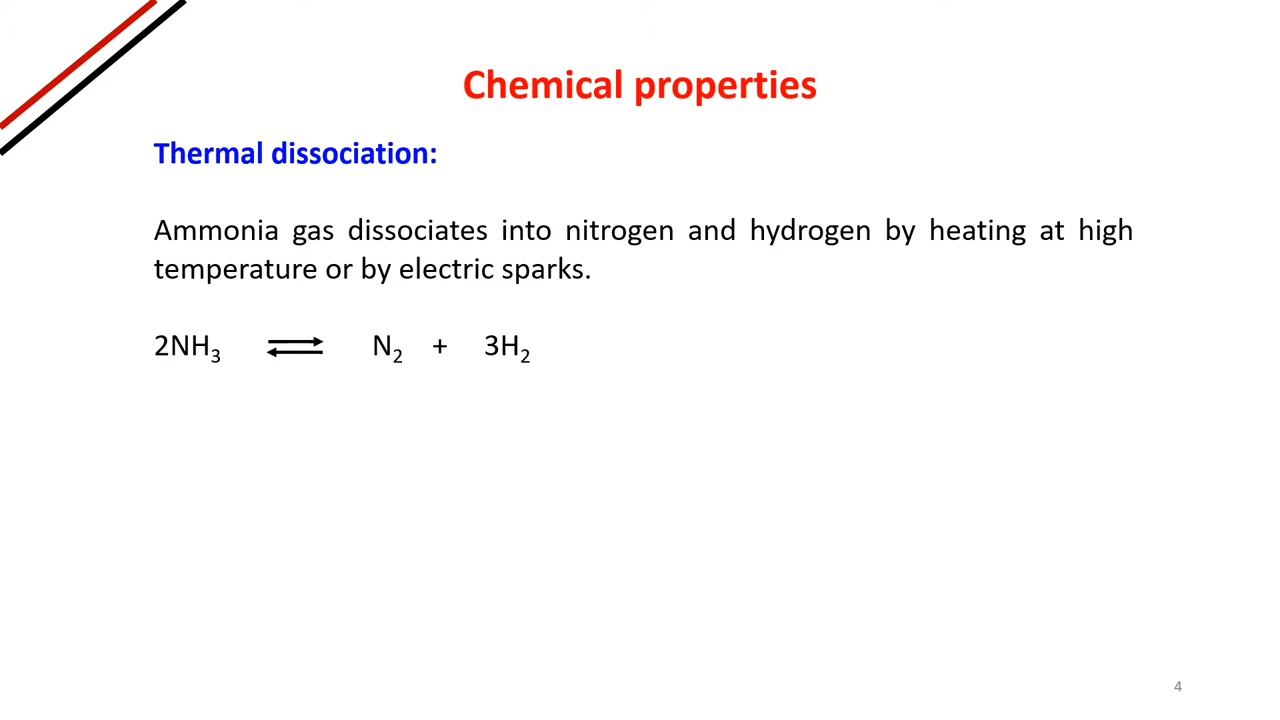 Chemical properties
Thermal dissociation:
Ammonia gas dissociates into nitrogen and hydrogen by heating at high
temperature or by electric sparks.
2NH₃ ⇌ N₂ + 3H₂
4